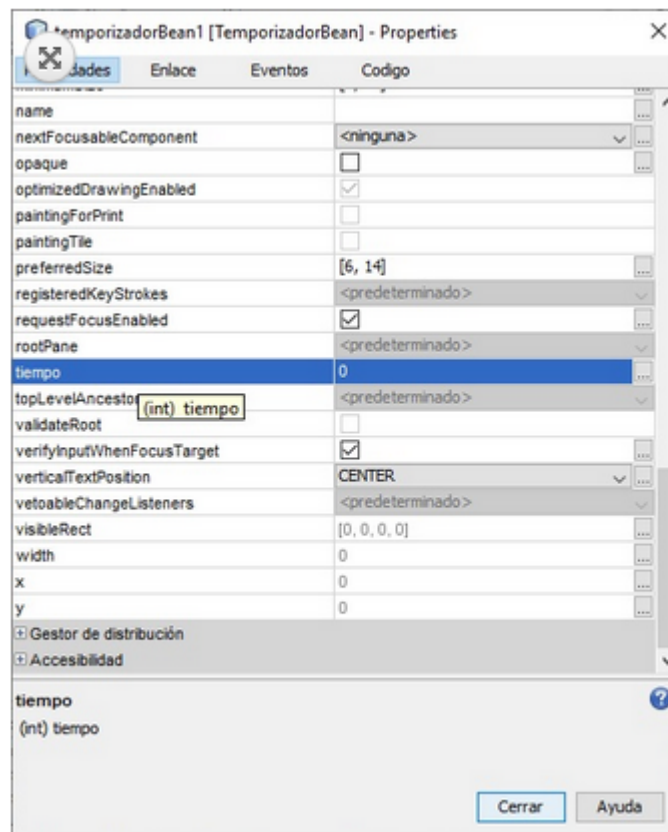 temporizadorBean1 [TemporizadorBean] - Properties
dades Enlace Eventos Codigo
name
nextFocusableComponent <ninguna>
opaque
optimizedDrawingEnabled
paintingForPrint
paintingTile
preferredSize [6, 14]
registeredKeyStrokes <predeterminado>
requestFocusEnabled
rootPane <predeterminado>
tiempo 0
topLevelAncestor <predeterminado>
(int) tiempo
validateRoot
verifyInputWhenFocusTarget
verticalTextPosition CENTER
vetoableChangeListeners <predeterminado>
visibleRect [0, 0, 0, 0]
width 0
x 0
y 0
Gestor de distribución
Accesibilidad
tiempo
(int) tiempo
Cerrar Ayuda